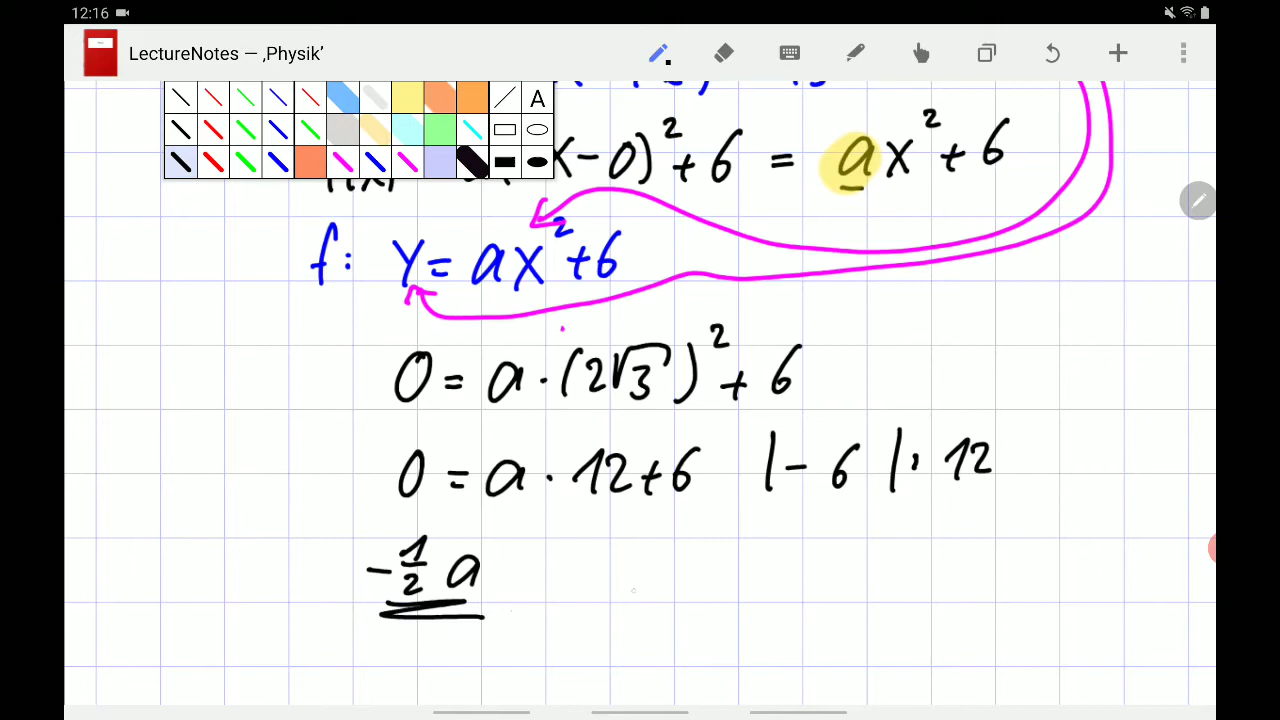 12:16
LectureNotes — ‚Physik’
A
(x-0)² + 6 = ax² + 6
f: y = ax² + 6
0 = a · (2√3)² + 6
0 = a · 12 + 6 |- 6 |: 12
-1/2 a